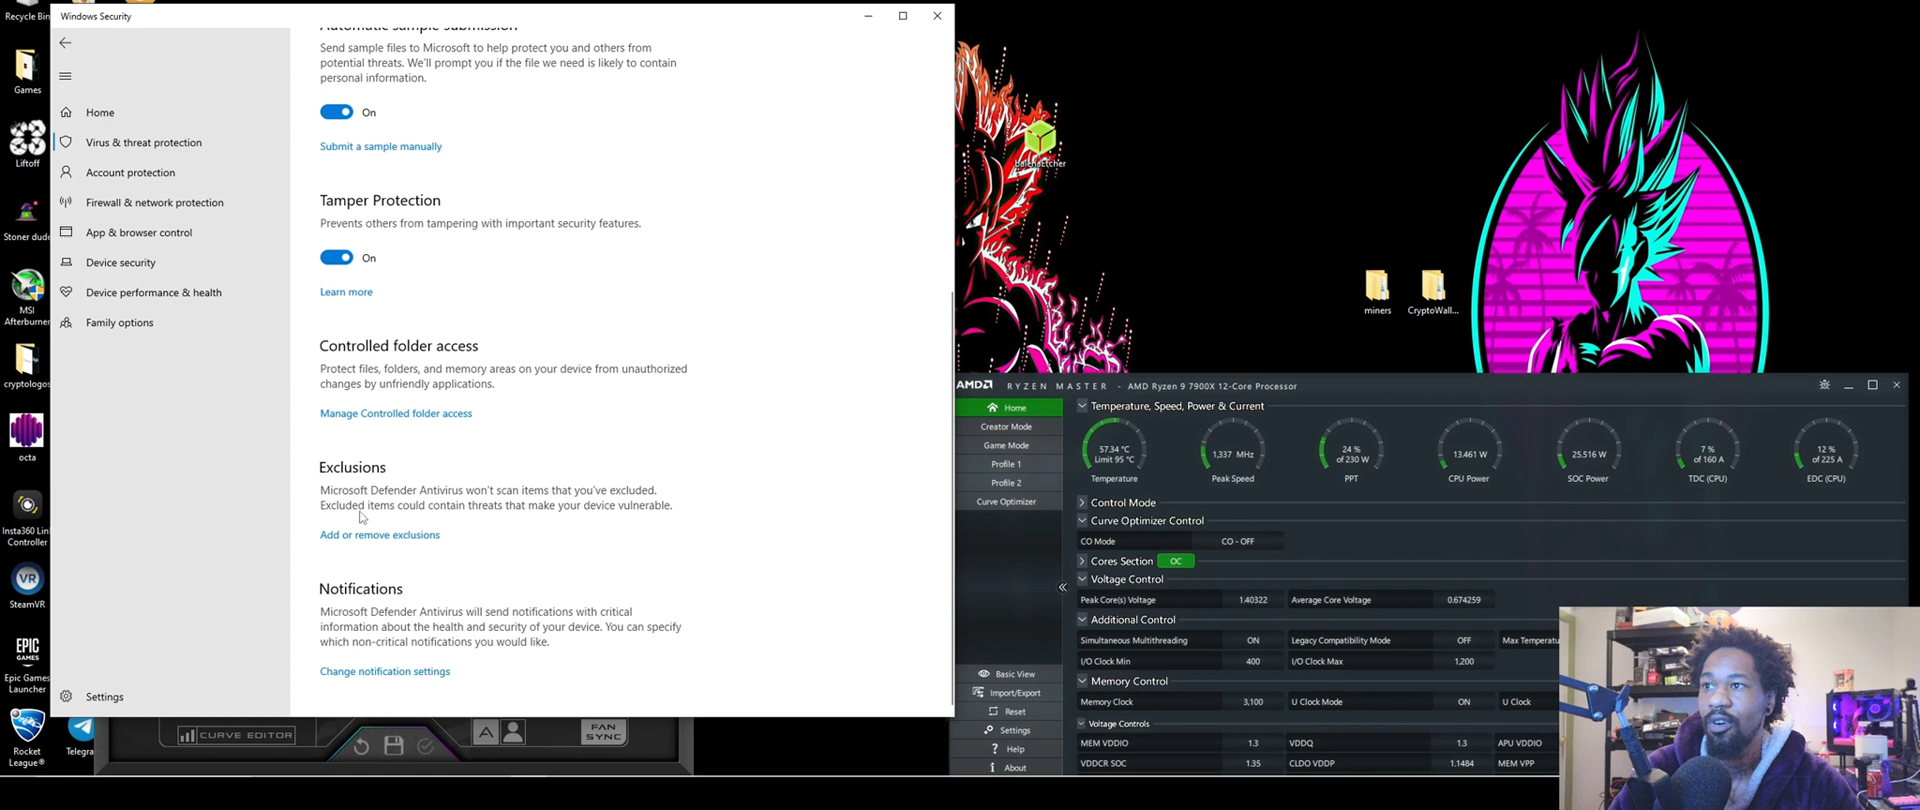 Recycle Bin
Games
Liftoff
Stoner dude
MSI
Afterburner
cryptologos
octa
Insta360 Lin
Controller
VR
SteamVR
EPIC
GAMES
Epic Games
Launcher
Rocket
League®
Telegra
Windows Security
Home
Virus & threat protection
Account protection
Firewall & network protection
App & browser control
Device security
Device performance & health
Family options
Settings
Automatic sample submission
Send sample files to Microsoft to help protect you and others from
potential threats. We'll prompt you if the file we need is likely to contain
personal information.
On
Submit a sample manually
Tamper Protection
Prevents others from tampering with important security features.
On
Learn more
Controlled folder access
Protect files, folders, and memory areas on your device from unauthorized
changes by unfriendly applications.
Manage Controlled folder access
Exclusions
Microsoft Defender Antivirus won't scan items that you've excluded.
Excluded items could contain threats that make your device vulnerable.
Add or remove exclusions
Notifications
Microsoft Defender Antivirus will send notifications with critical
information about the health and security of your device. You can specify
which non-critical notifications you would like.
Change notification settings
CURVE EDITOR
A
FAN
SYNC
balenaEtcher
miners
CryptoWall...
AMD RYZEN MASTER - AMD Ryzen 9 7900X 12-Core Processor
Home
Creator Mode
Game Mode
Profile 1
Profile 2
Curve Optimizer
Basic View
Import/Export
Reset
Settings
Help
About
Temperature, Speed, Power & Current
57.34 °C
Limit 95 °C
Temperature
1,337 MHz
Peak Speed
24 %
of 230 W
PPT
13.461 W
CPU Power
25.516 W
SOC Power
7 %
of 160 A
TDC (CPU)
12 %
of 225 A
EDC (CPU)
Control Mode
Curve Optimizer Control
CO Mode CO - OFF
Cores Section OC
Voltage Control
Peak Core(s) Voltage 1.40322 Average Core Voltage 0.674259
Additional Control
Simultaneous Multithreading ON Legacy Compatibility Mode OFF Max Temperatu
I/O Clock Min 400 I/O Clock Max 1,200
Memory Control
Memory Clock 3,100 U Clock Mode ON U Clock
Voltage Controls
MEM VDDIO 1.3 VDDQ 1.3 APU VDDIO
VDDCR SOC 1.35 CLDO VDDP 1.1484 MEM VPP